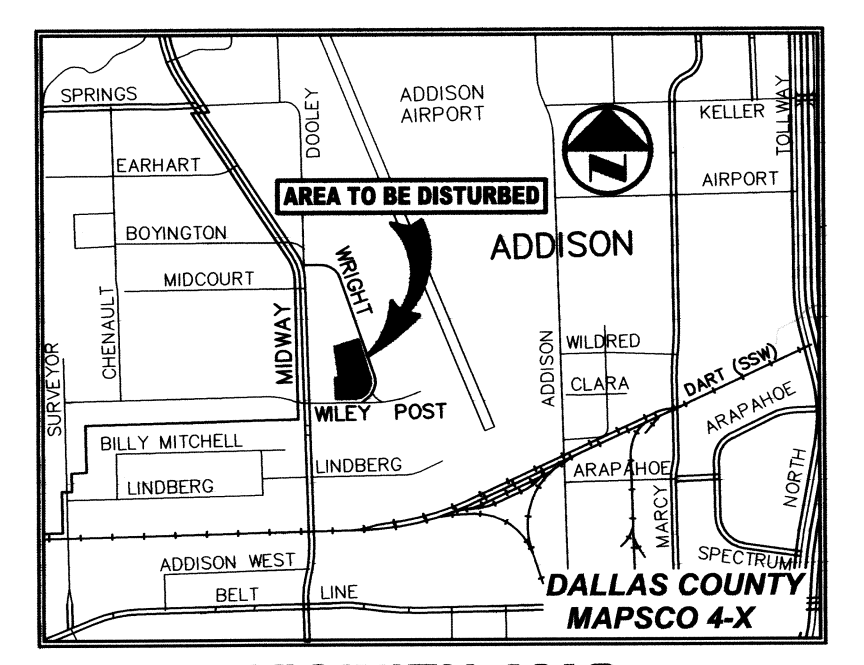 SPRINGS
DOOLEY
ADDISON
AIRPORT
KELLER
TOLLWAY
EARHART
N
AIRPORT
AREA TO BE DISTURBED
BOYINGTON
WRIGHT
ADDISON
MIDCOURT
CHENAULT
MIDWAY
SURVEYOR
ADDISON
WILDRED
CLARA
DART (SSW)
ARAPAHOE
WILEY POST
BILLY MITCHELL
LINDBERG
LINDBERG
ARAPAHOE
MARCY
NORTH
SPECTRUM
ADDISON WEST
BELT LINE
DALLAS COUNTY
MAPSCO 4-X